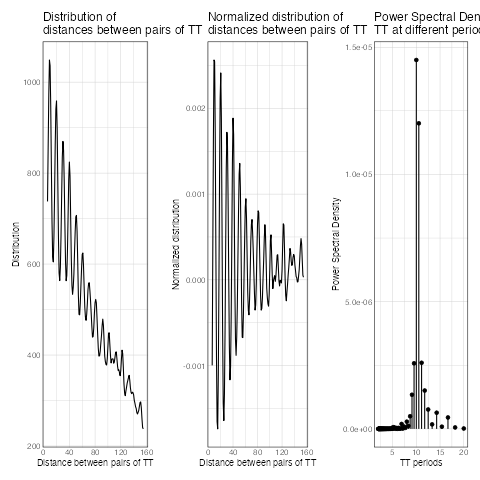 Distribution of
distances between pairs of TT
Normalized distribution of
distances between pairs of TT
Power Spectral Den
TT at different perio
1000
800
600
400
200
Distribution
0 40 80 120 160
Distance between pairs of TT
0.002
0.001
0.000
-0.001
Normalized distribution
0 40 80 120 160
Distance between pairs of TT
1.5e-05
1.0e-05
5.0e-06
0.0e+00
Power Spectral Density
5 10 15 20
TT periods